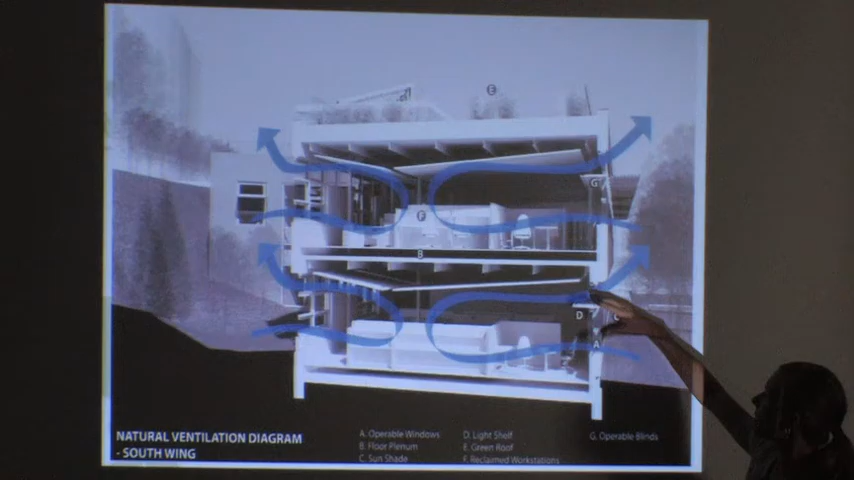 E
G
F
B
D
C
A
NATURAL VENTILATION DIAGRAM
- SOUTH WING
A. Operable Windows
B. Floor Plenum
C. Sun Shade
D. Light Shelf
E. Green Roof
F. Reclaimed Workstations
G. Operable Blinds